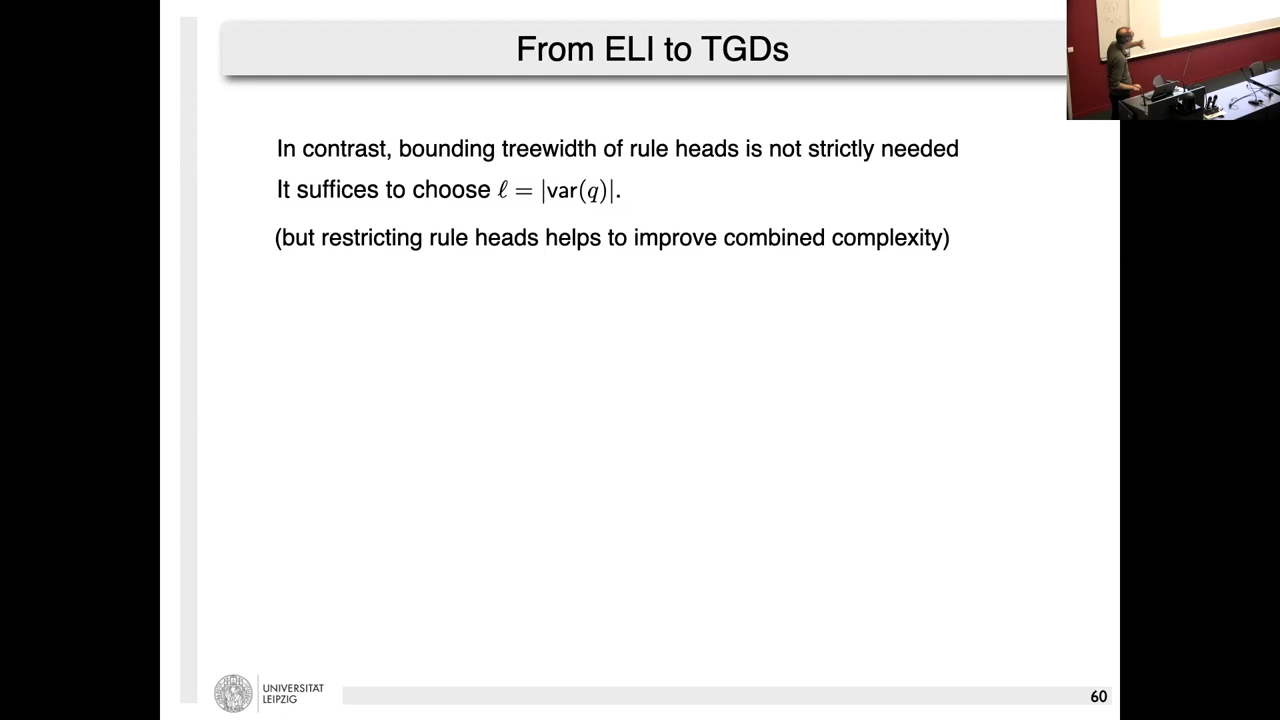 From ELI to TGDs
In contrast, bounding treewidth of rule heads is not strictly needed
It suffices to choose ℓ = |var(q)|.
(but restricting rule heads helps to improve combined complexity)
UNIVERSITÄT
LEIPZIG
60